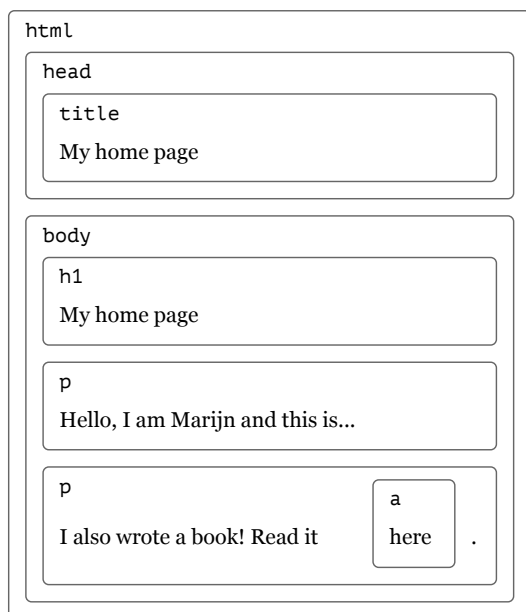 html
head
title
My home page
body
h1
My home page
p
Hello, I am Marijn and this is...
p
a
I also wrote a book! Read it here .